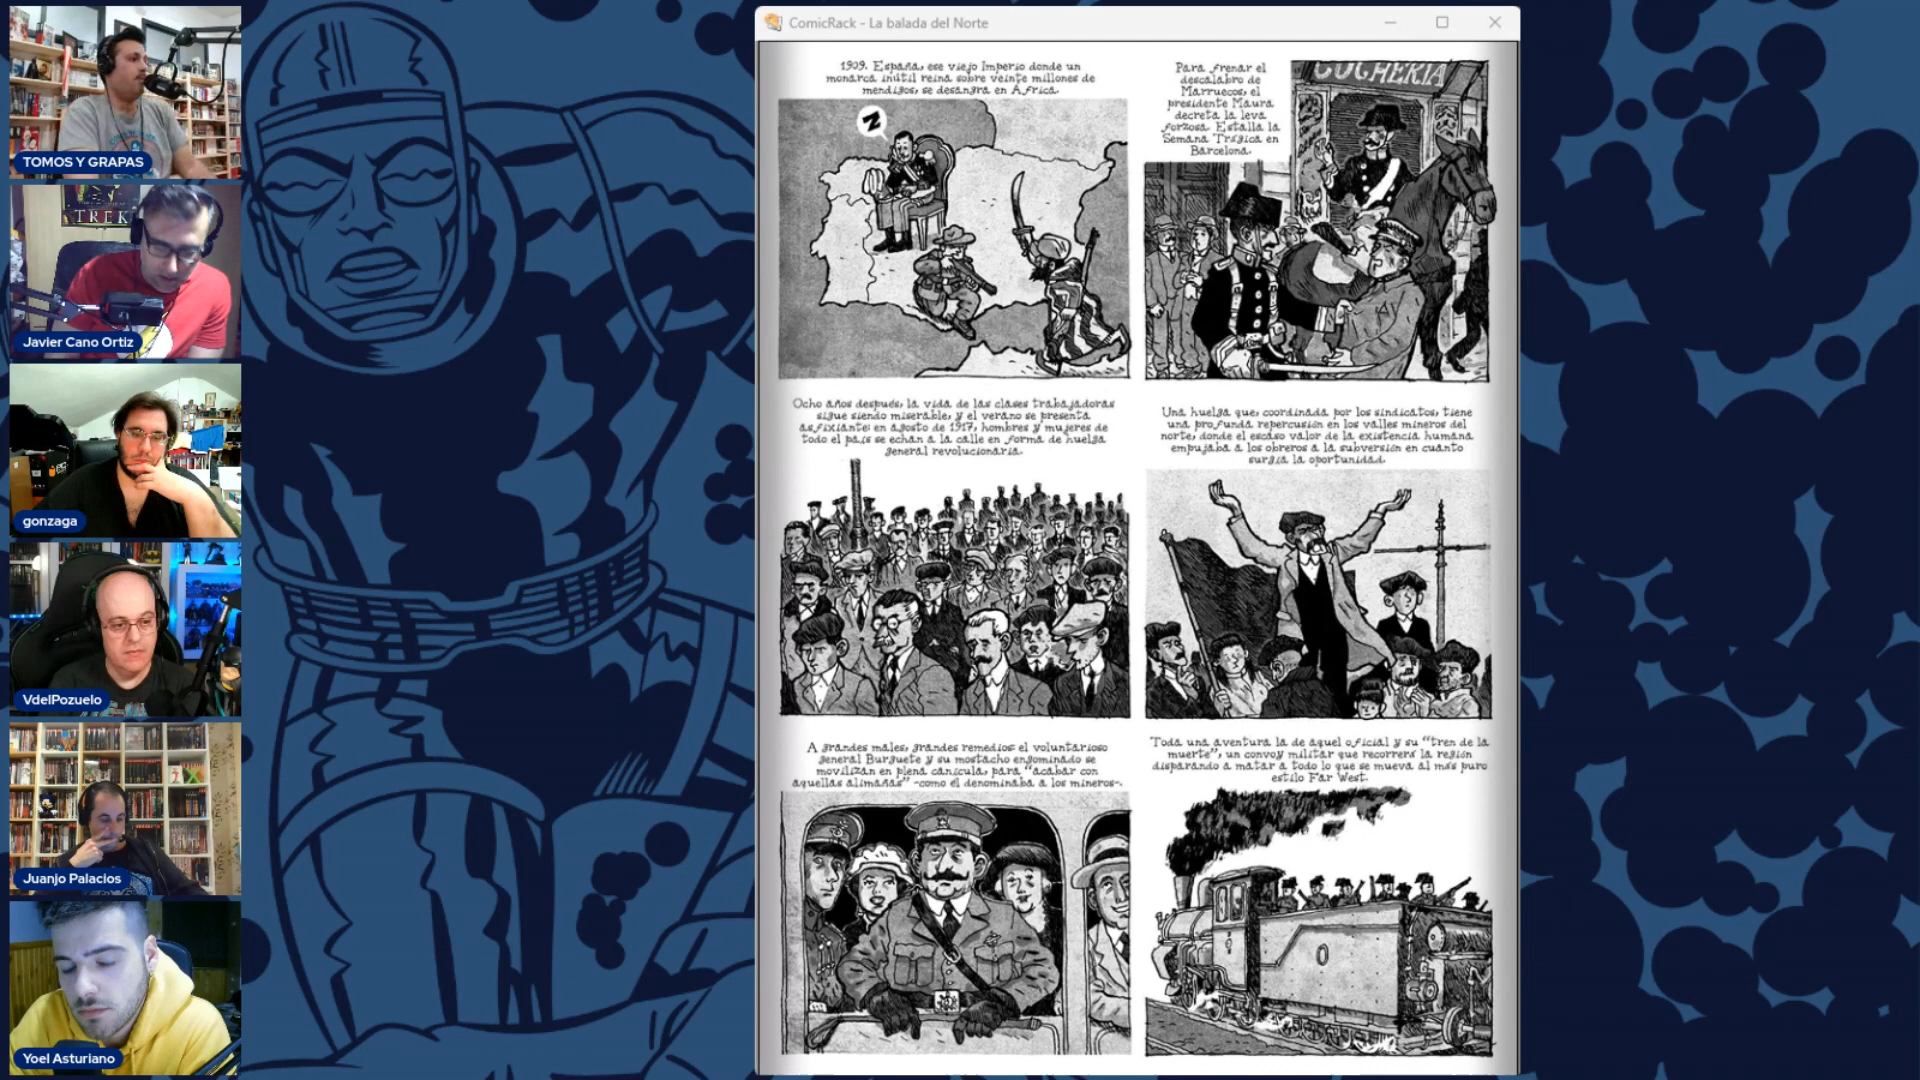 TOMOS Y GRAPAS
TREK
Javier Cano Ortiz
gonzaga
VdelPozuelo
Juanjo Palacios
Yoel Asturiano
ComicRack - La balada del Norte
1909. España, ese viejo Imperio donde un
monarca inútil reina sobre veinte millones de
mendigos, se desangra en África.
Z
Para frenar el
descalabro de
Marruecos, el
presidente Maura
decreta la leva
forzosa. Estalla la
Semana Trágica en
Barcelona.
COCHERIA
Ocho años después, la vida de las clases trabajadoras
sigue siendo miserable, y el verano se presenta
asfixiante: en agosto de 1917, hombres y mujeres de
todo el país se echan a la calle en forma de huelga
general revolucionaria.
Una huelga que, coordinada por los sindicatos, tiene
una profunda repercusión en los valles mineros del
norte, donde el escaso valor de la existencia humana
empujaba a los obreros a la subversión en cuanto
surgía la oportunidad.
A grandes males, grandes remedios: el voluntarioso
general Burguete y su mostacho engominado se
movilizan en plena canícula, para "acabar con
aquellas alimañas" -como él denominaba a los mineros-.
Toda una aventura la de aquel oficial y su "tren de la
muerte", un convoy militar que recorrerá la región
disparando a matar a todo lo que se mueva al más puro
estilo Far West.